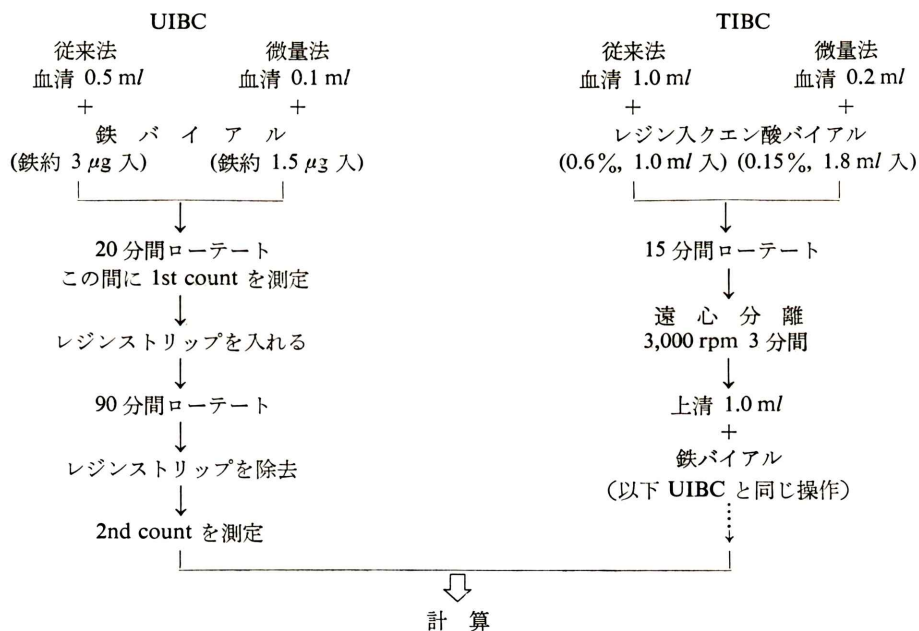 UIBC
従来法 微量法
血清 0.5 ml 血清 0.1 ml
+ +
鉄バイアル
(鉄約 3 μg 入) (鉄約 1.5 μg 入)
20 分間ローテート
この間に 1st count を測定
レジンストリップを入れる
90 分間ローテート
レジンストリップを除去
2nd count を測定
TIBC
従来法 微量法
血清 1.0 ml 血清 0.2 ml
+ +
レジン入クエン酸バイアル
(0.6%, 1.0 ml 入) (0.15%, 1.8 ml 入)
15 分間ローテート
遠心分離
3,000 rpm 3 分間
上清 1.0 ml
+
鉄バイアル
(以下 UIBC と同じ操作)
計算